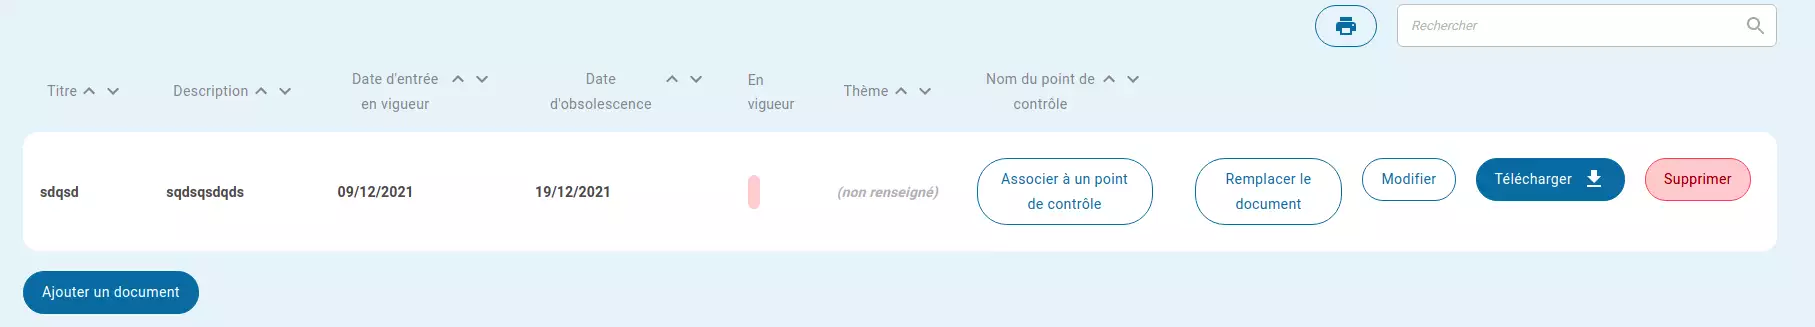 Rechercher
Titre
Description
Date d'entrée
en vigueur
Date
d'obsolescence
En
vigueur
Thème
Nom du point de
contrôle
sdqsd
sqdsqsdqds
09/12/2021
19/12/2021
(non renseigné)
Associer à un point
de contrôle
Remplacer le
document
Modifier
Télécharger
Supprimer
Ajouter un document